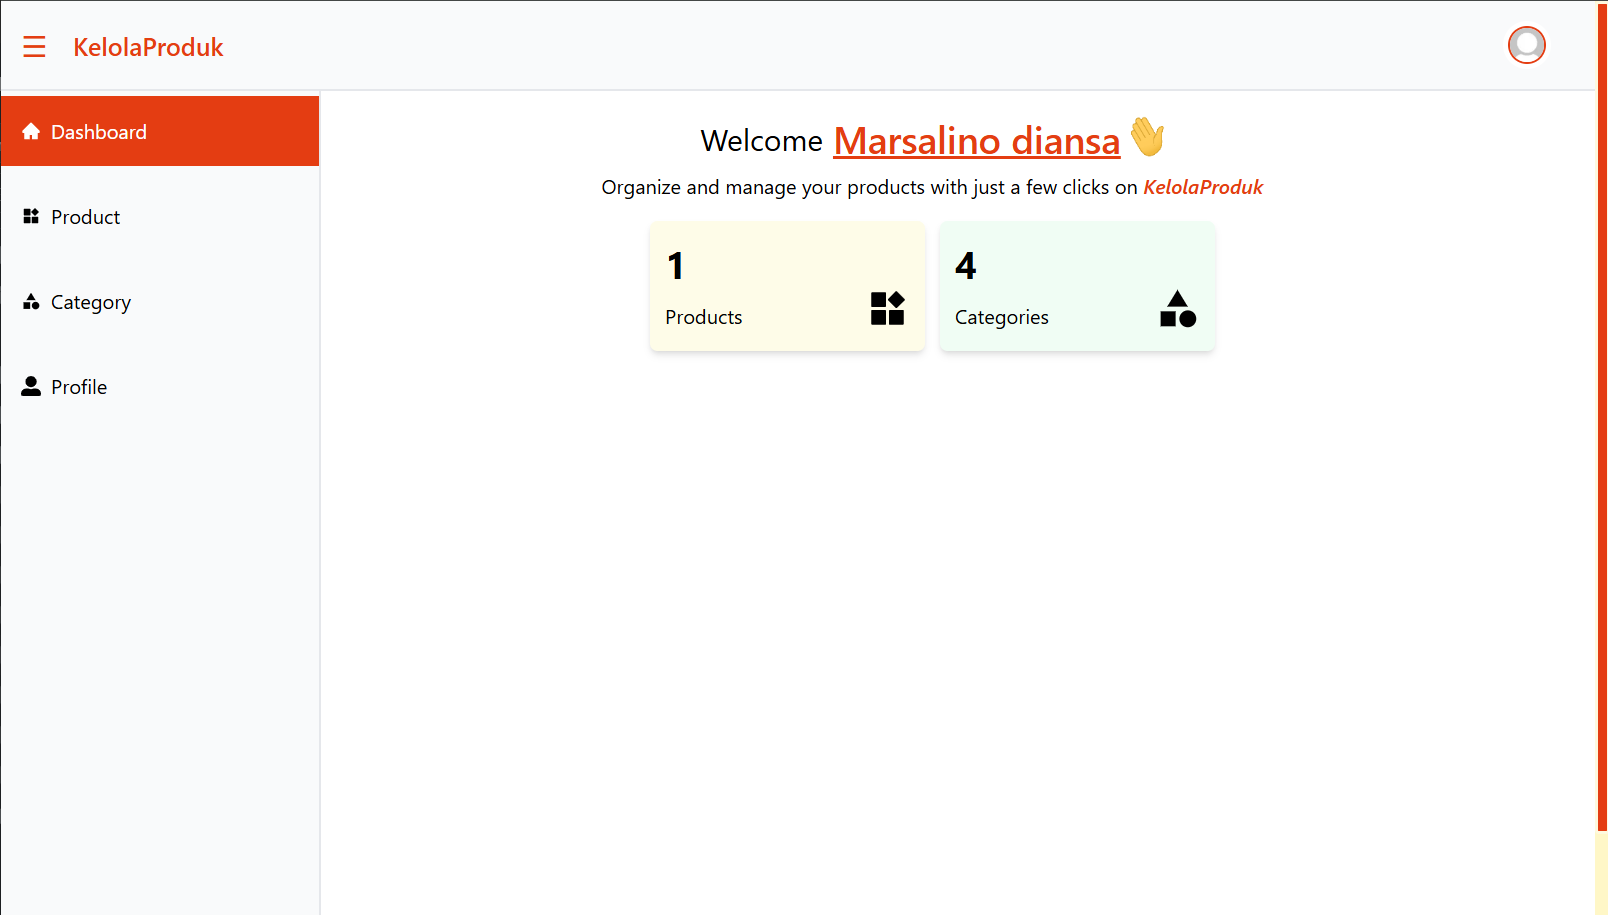 KelolaProduk
Dashboard
Product
Category
Profile
Welcome Marsalino diansa👋
Organize and manage your products with just a few clicks on KelolaProduk
1
Products
4
Categories